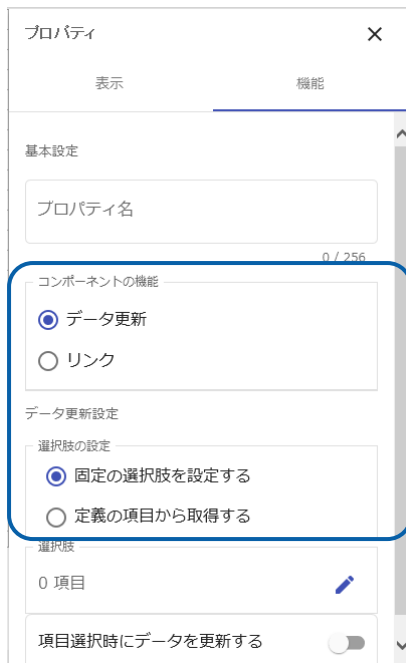 プロパティ
表示 機能
基本設定
プロパティ名
0 / 256
コンポーネントの機能
データ更新
リンク
データ更新設定
選択肢の設定
固定の選択肢を設定する
定義の項目から取得する
選択肢
0 項目
項目選択時にデータを更新する